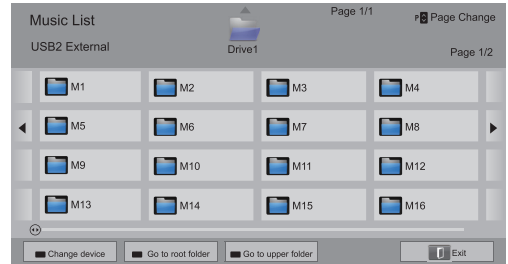 Music List
Page 1/1
P Page Change
USB2 External
Drive1
Page 1/2
M1 M2 M3 M4
M5 M6 M7 M8
M9 M10 M11 M12
M13 M14 M15 M16
Change device Go to root folder Go to upper folder Exit